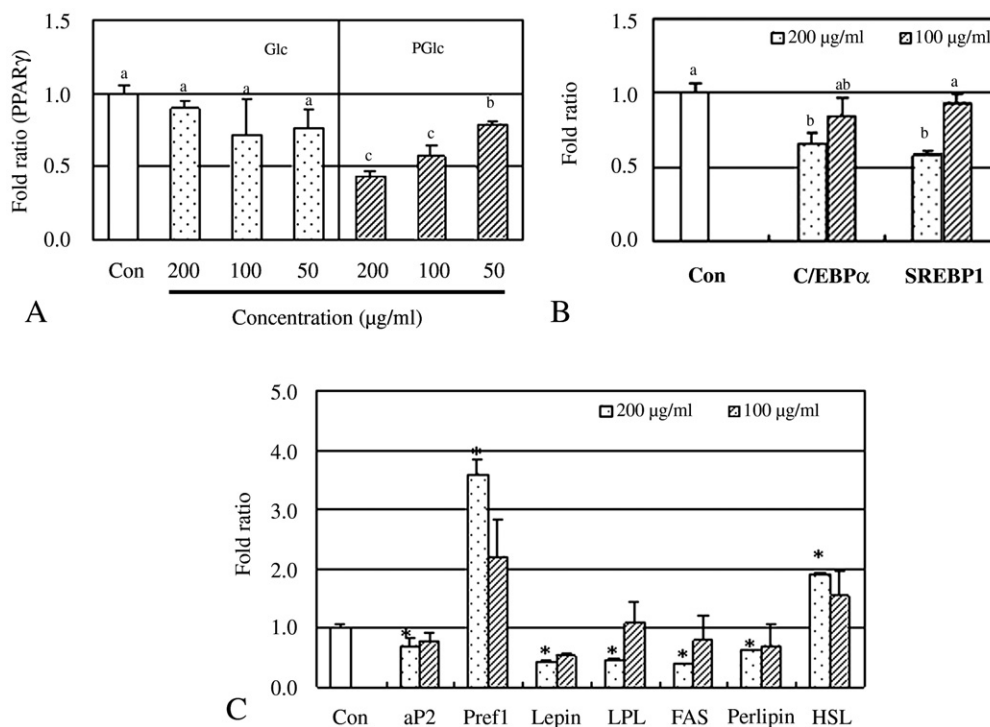 Fold ratio (PPARγ)
1.5
1.0
0.5
0.0
Glc
PGlc
a
a
a
a
c
c
b
Con
200
100
50
200
100
50
Concentration (µg/ml)
A
Fold ratio
1.5
1.0
0.5
0.0
200 µg/ml
100 µg/ml
a
b
ab
b
a
Con
C/EBPα
SREBP1
B
Fold ratio
5.0
4.0
3.0
2.0
1.0
0.0
200 µg/ml
100 µg/ml
*
*
*
*
*
*
*
Con
aP2
Pref1
Lepin
LPL
FAS
Perlipin
HSL
C